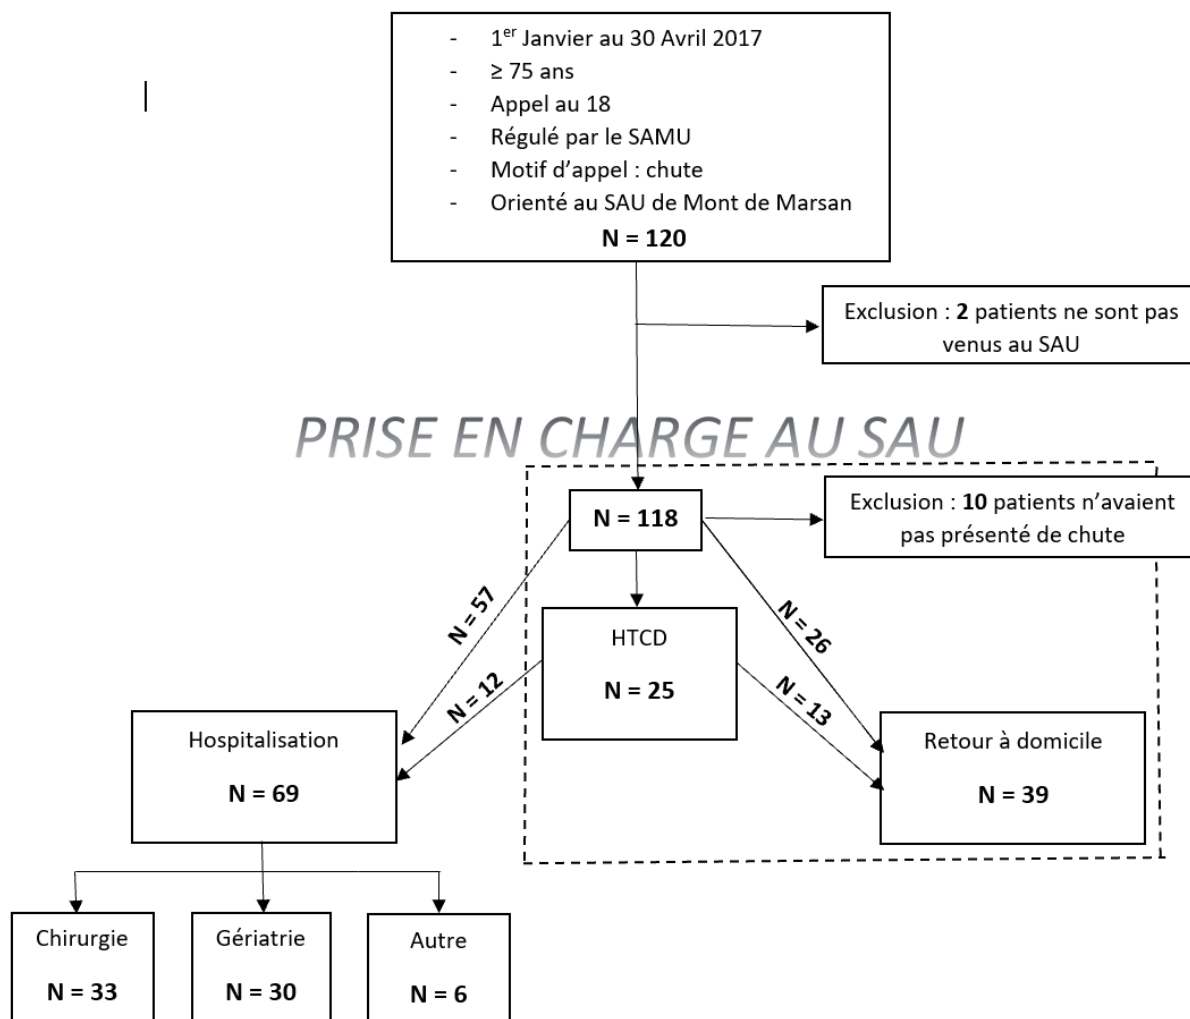 - 1er Janvier au 30 Avril 2017
- ≥ 75 ans
- Appel au 18
- Régulé par le SAMU
- Motif d’appel : chute
- Orienté au SAU de Mont de Marsan
N = 120
Exclusion : 2 patients ne sont pas
venus au SAU
PRISE EN CHARGE AU SAU
N = 118
Exclusion : 10 patients n’avaient
pas présenté de chute
N = 57
N = 26
HTCD
N = 25
N = 12
N = 13
Hospitalisation
N = 69
Retour à domicile
N = 39
Chirurgie
N = 33
Gériatrie
N = 30
Autre
N = 6